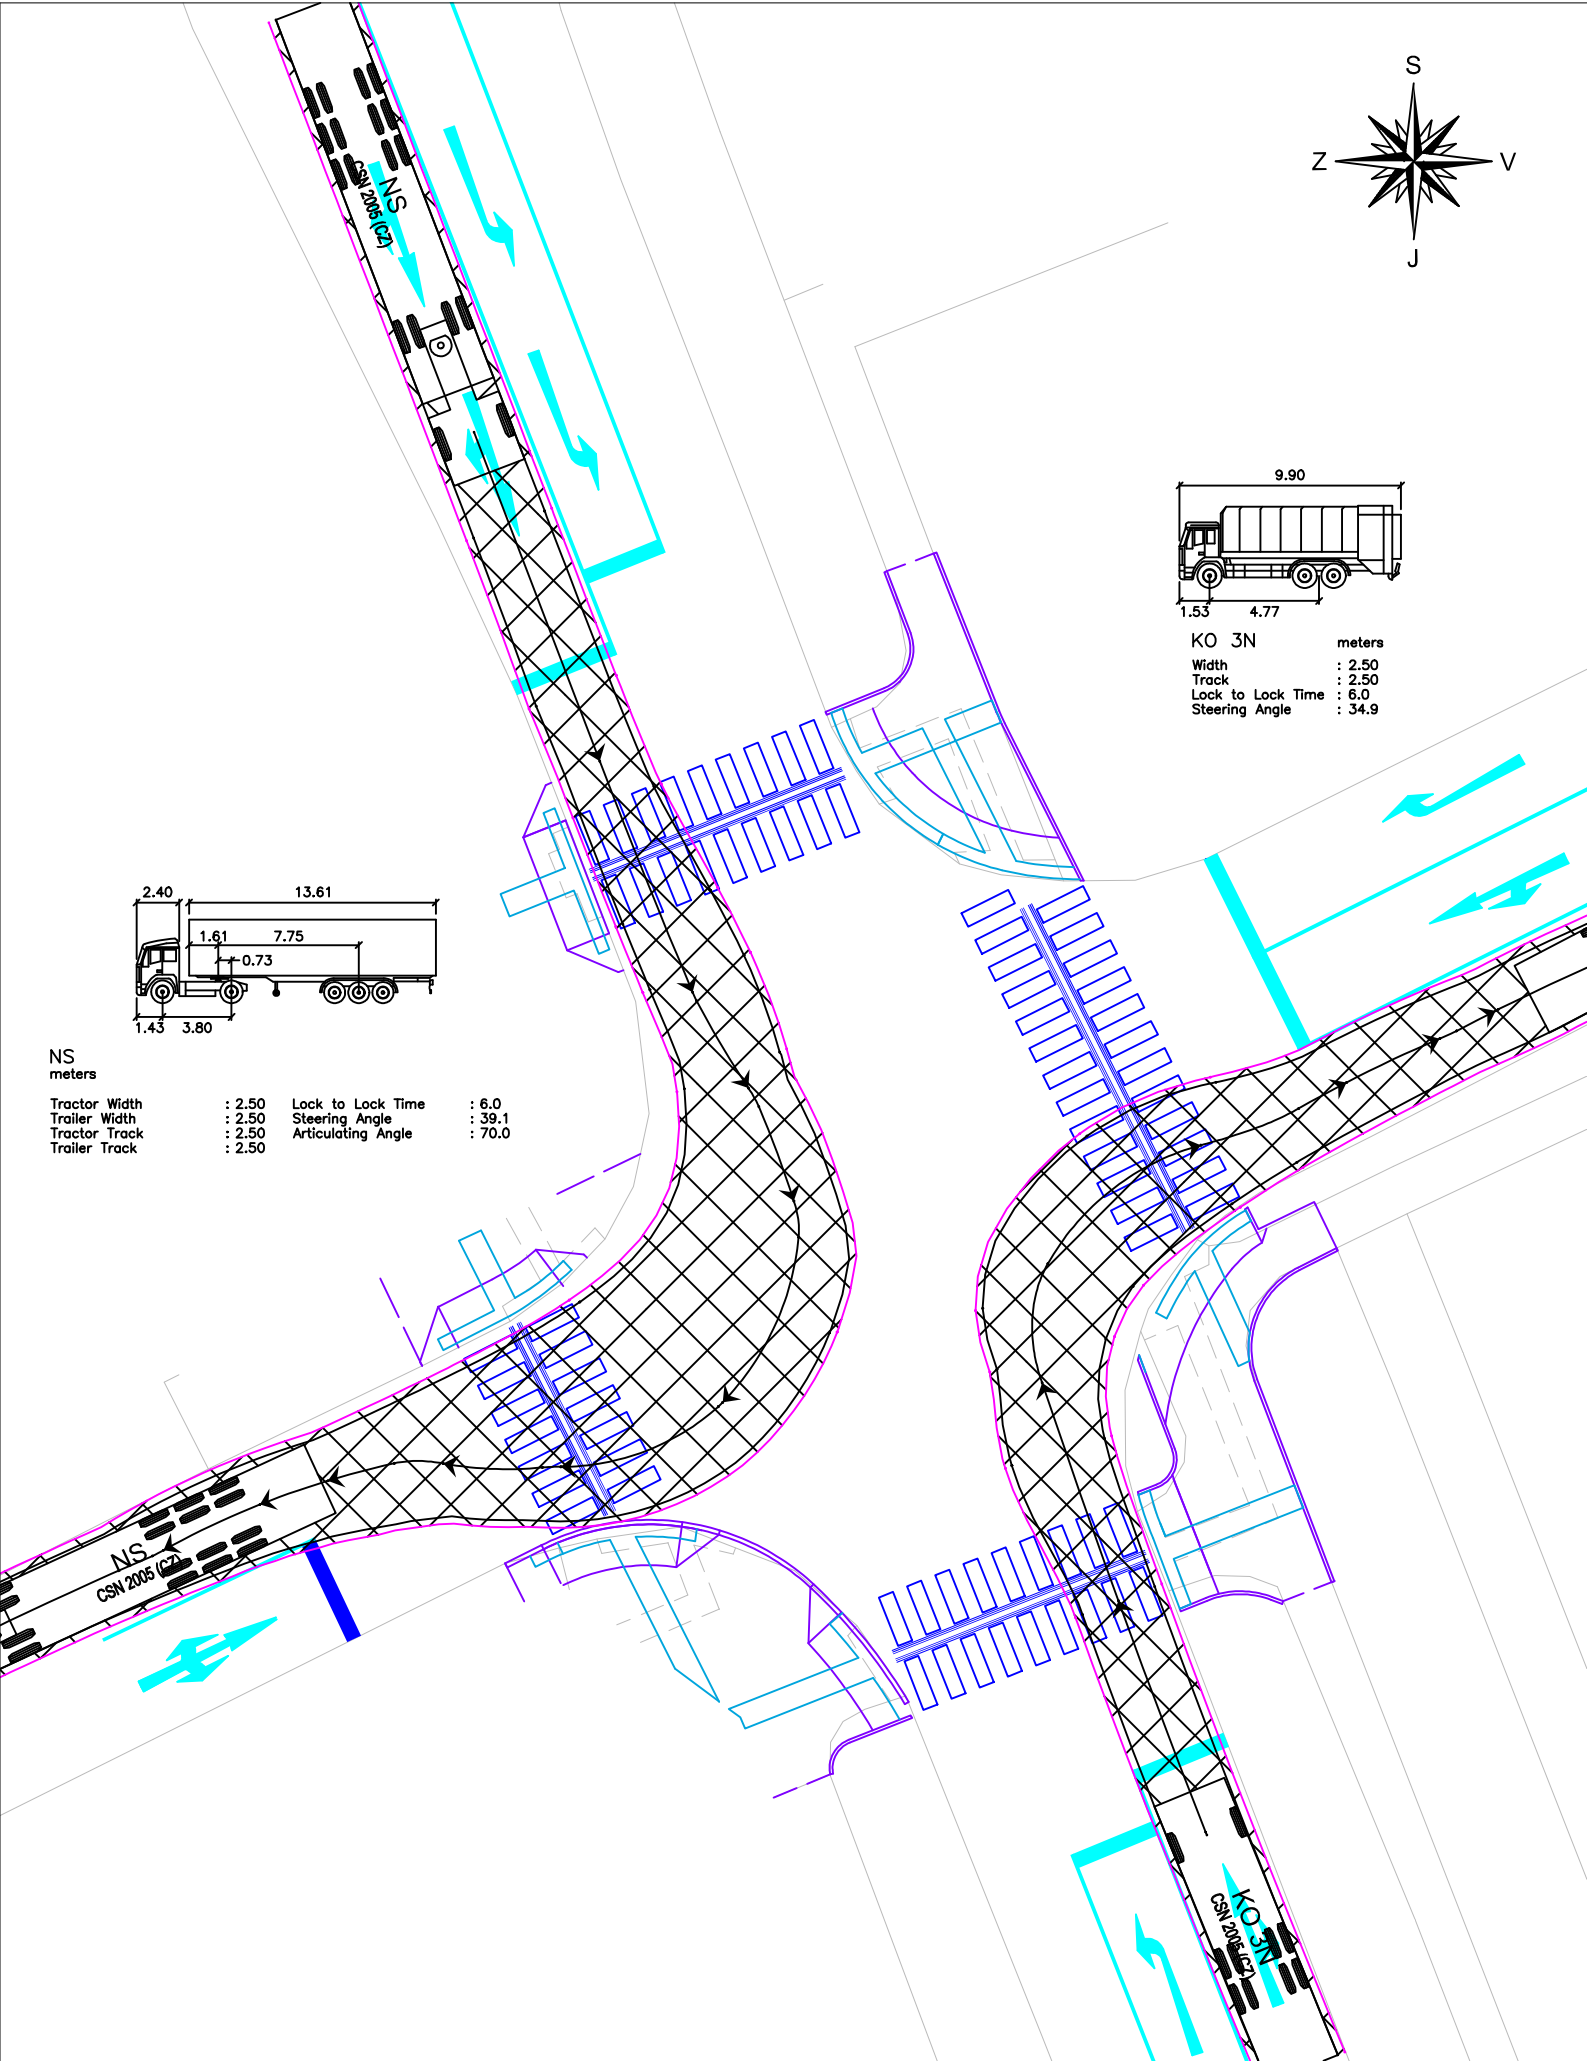 S
Z
V
J
NS
CSN 2005 (CZ)
9.90
1.53
4.77
KO 3N
meters
Width : 2.50
Track : 2.50
Lock to Lock Time : 6.0
Steering Angle : 34.9
2.40
13.61
1.61
7.75
0.73
1.43
3.80
NS
meters
Tractor Width : 2.50 Lock to Lock Time : 6.0
Trailer Width : 2.50 Steering Angle : 39.1
Tractor Track : 2.50 Articulating Angle : 70.0
Trailer Track : 2.50
NS
CSN 2005 (CZ)
KO 3N
CSN 2005 (CZ)